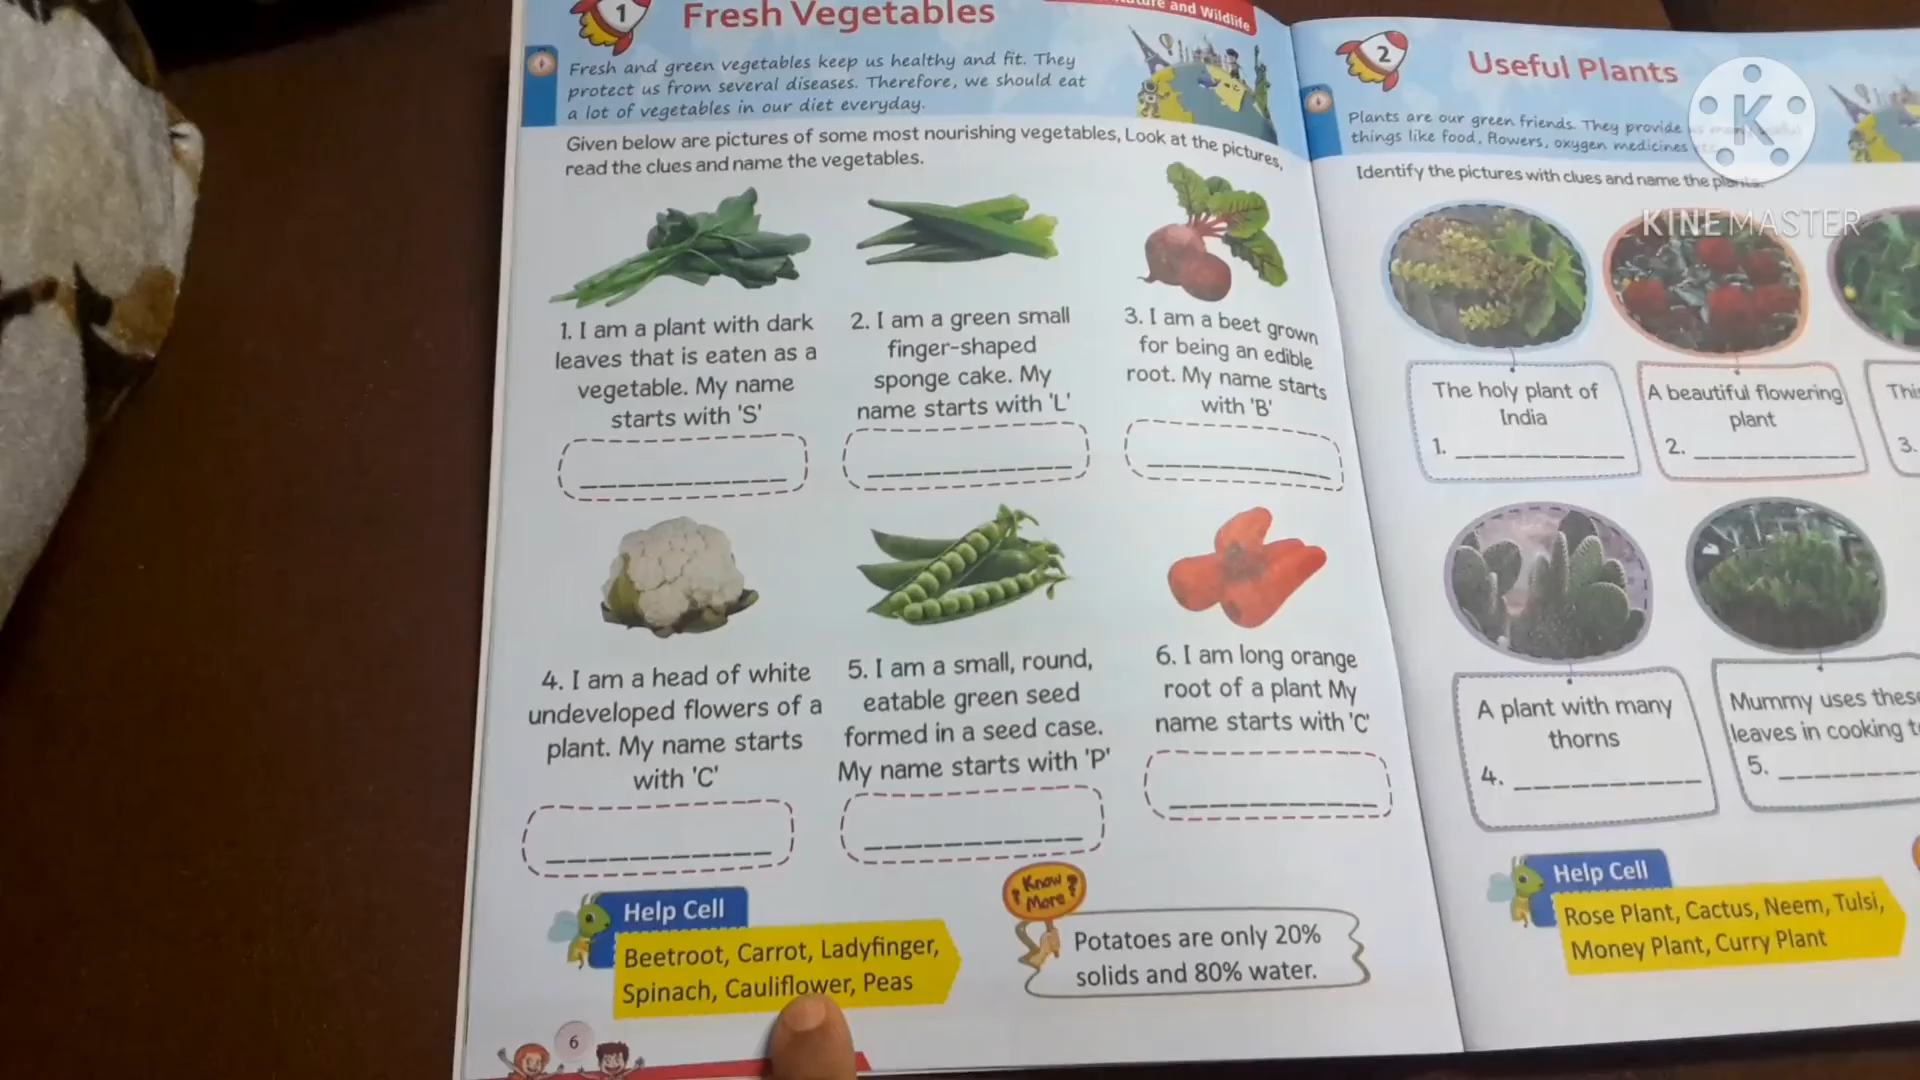 1
Fresh Vegetables
and Wildlife
Fresh and green vegetables keep us healthy and fit. They
protect us from several diseases. Therefore, we should eat
a lot of vegetables in our diet everyday.
Given below are pictures of some most nourishing vegetables, Look at the pictures,
read the clues and name the vegetables.
1. I am a plant with dark
leaves that is eaten as a
vegetable. My name
starts with 'S'
2. I am a green small
finger-shaped
sponge cake. My
name starts with 'L'
3. I am a beet grown
for being an edible
root. My name starts
with 'B'
4. I am a head of white
undeveloped flowers of a
plant. My name starts
with 'C'
5. I am a small, round,
eatable green seed
formed in a seed case.
My name starts with 'P'
6. I am long orange
root of a plant My
name starts with 'C'
Help Cell
Beetroot, Carrot, Ladyfinger,
Spinach, Cauliflower, Peas
Know
More
Potatoes are only 20%
solids and 80% water.
6
2
Useful Plants
Plants are our green friends. They provide
things like food, flowers, oxygen medicines
Identify the pictures with clues and name the plants.
K
KINEMASTER
The holy plant of
India
1.
A beautiful flowering
plant
2.
3.
A plant with many
thorns
4.
Mummy uses these
leaves in cooking
5.
Help Cell
Rose Plant, Cactus, Neem, Tulsi,
Money Plant, Curry Plant